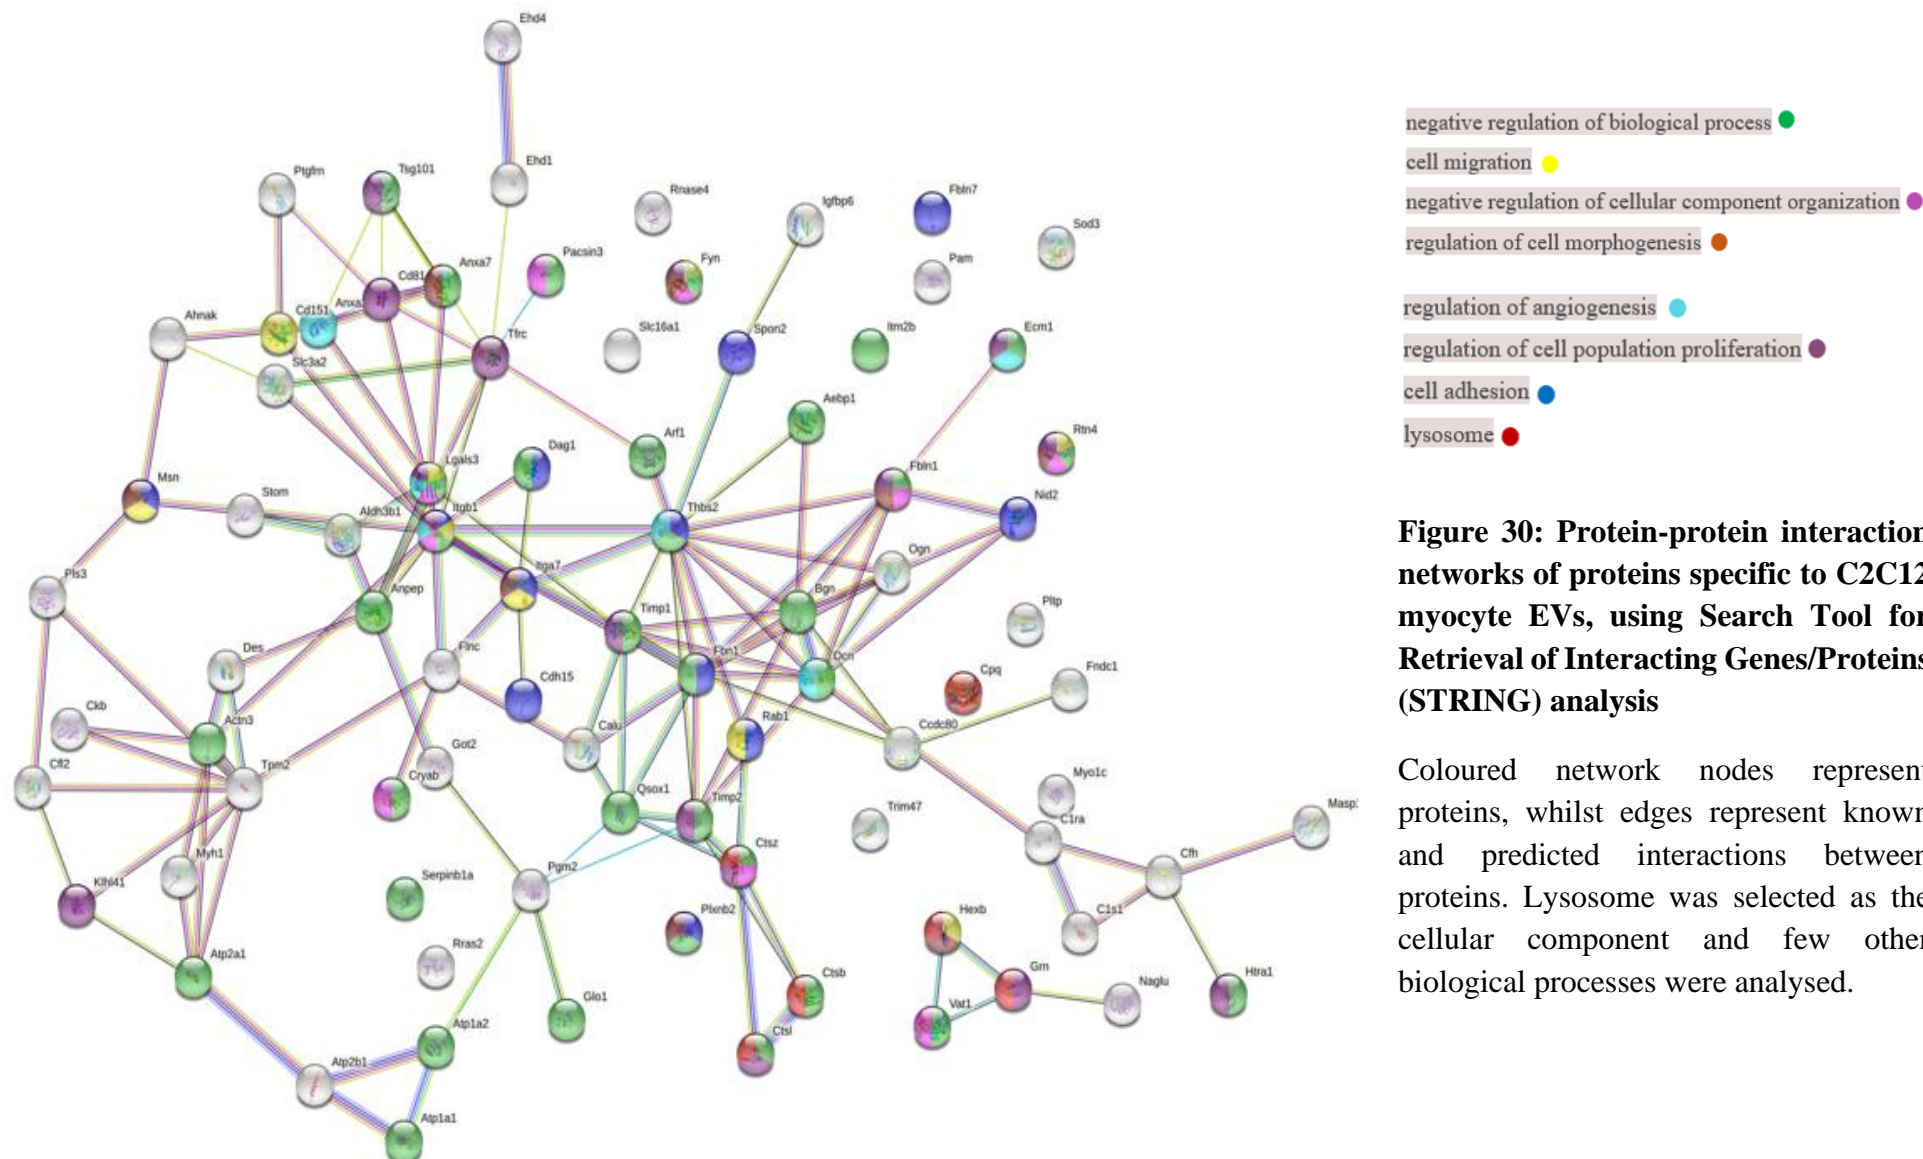 Ehd4
Ehd1
Ptgfrn
Tsg101
Rnase4
Igfbp6
Fbln7
Sod3
Pacsin3
Fyn
Pam
Cd81
Anxa7
Cd151
Ahnak
Slc3a2
Tfrc
Slc16a1
Spon2
Itm2b
Ecm1
Aebp1
Arf1
Rtn4
Dag1
Lgals3
Fbln1
Msn
Stom
Aldh3b1
Itgb1
Thbs2
Nid2
Ogn
Pls3
Anpep
Itga7
Timp1
Bgn
Pltp
Des
Flnc
Fbn1
Dcn
Cdh15
Cpq
Fndc1
Ckb
Actn3
Calu
Rab1
Ccdc80
Cfl2
Tpm2
Got2
Cryab
Qsox1
Timp2
Trim47
Myo1c
Masp
C1ra
Myh1
Ctsz
Cfh
Klhl41
Serpinb1a
Pgm2
Plxnb2
Hexb
C1s1
Atp2a1
Rras2
Ctsb
Grn
Naglu
Htra1
Glo1
Vat1
Atp1a2
Ctsl
Atp2b1
Atp1a1
negative regulation of biological process
cell migration
negative regulation of cellular component organization
regulation of cell morphogenesis
regulation of angiogenesis
regulation of cell population proliferation
cell adhesion
lysosome
Figure 30: Protein-protein interaction
networks of proteins specific to C2C12
myocyte EVs, using Search Tool for
Retrieval of Interacting Genes/Proteins
(STRING) analysis
Coloured network nodes represent
proteins, whilst edges represent known
and predicted interactions between
proteins. Lysosome was selected as the
cellular component and few other
biological processes were analysed.